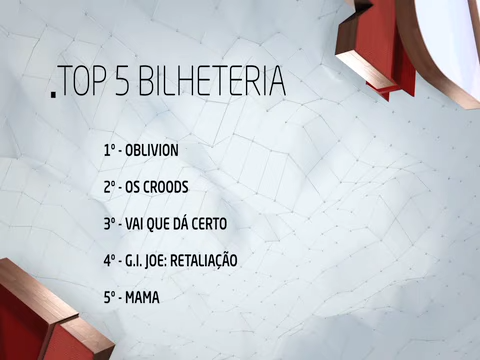 .TOP 5 BILHETERIA
1º - OBLIVION
2º - OS CROODS
3º - VAI QUE DÁ CERTO
4º - G.I. JOE: RETALIAÇÃO
5º - MAMA